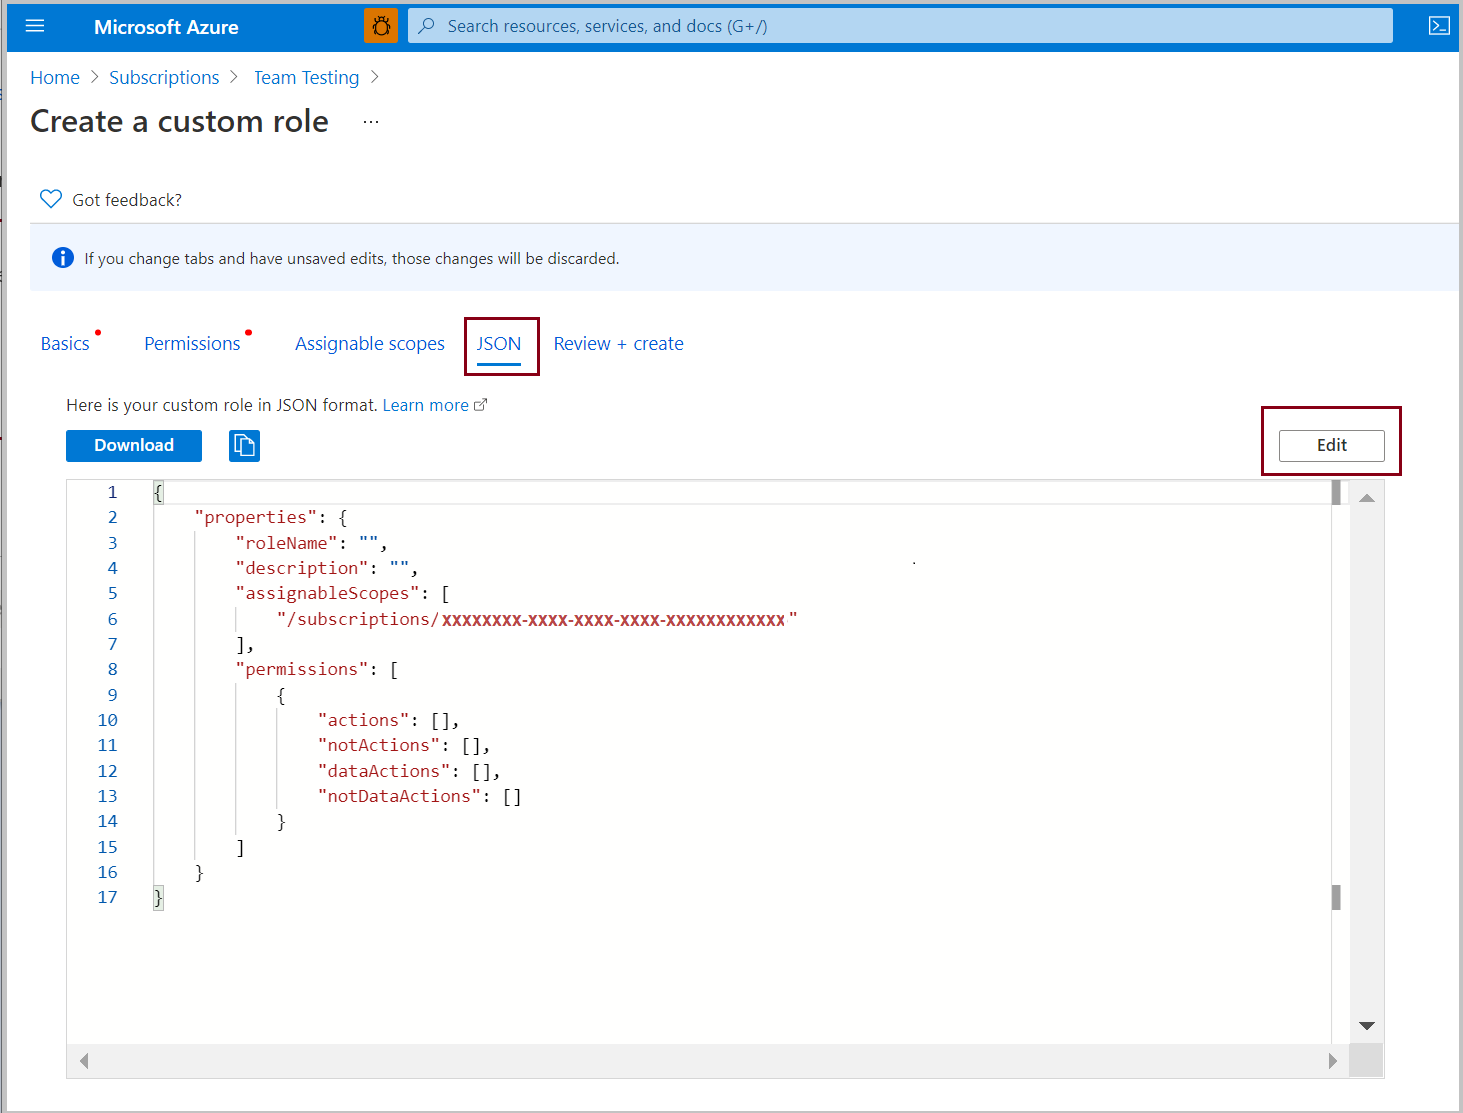 Microsoft Azure
Search resources, services, and docs (G+/)
Home > Subscriptions > Team Testing >
Create a custom role ...
Got feedback?
If you change tabs and have unsaved edits, those changes will be discarded.
Basics Permissions Assignable scopes JSON Review + create
Here is your custom role in JSON format. Learn more
Download
Edit
1 {
2 "properties": {
3 "roleName": "",
4 "description": "",
5 "assignableScopes": [
6 "/subscriptions/xxxxxxxx-xxxx-xxxx-xxxx-xxxxxxxxxxxx"
7 ],
8 "permissions": [
9 {
10 "actions": [],
11 "notActions": [],
12 "dataActions": [],
13 "notDataActions": []
14 }
15 ]
16 }
17 }